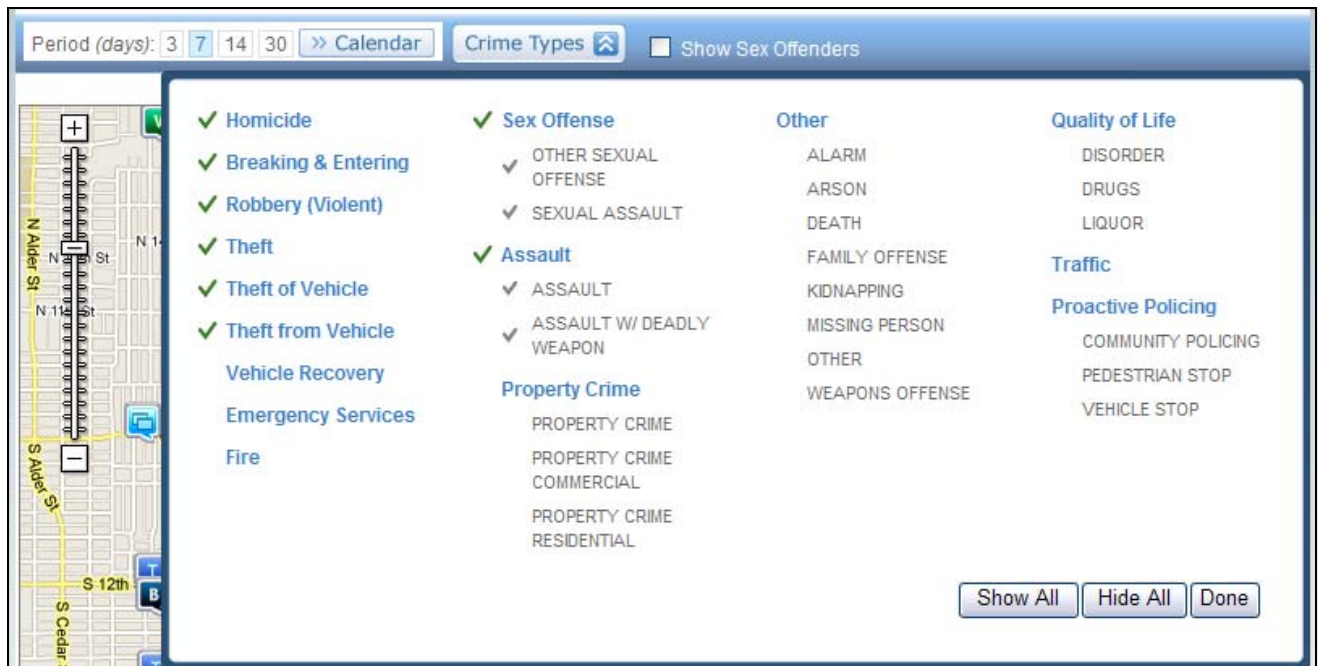 Period (days): 3 7 14 30 >> Calendar Crime Types Show Sex Offenders
Homicide
Breaking & Entering
Robbery (Violent)
Theft
Theft of Vehicle
Theft from Vehicle
Vehicle Recovery
Emergency Services
Fire
Sex Offense
OTHER SEXUAL
OFFENSE
SEXUAL ASSAULT
Assault
ASSAULT
ASSAULT W/ DEADLY
WEAPON
Property Crime
PROPERTY CRIME
PROPERTY CRIME
COMMERCIAL
PROPERTY CRIME
RESIDENTIAL
Other
ALARM
ARSON
DEATH
FAMILY OFFENSE
KIDNAPPING
MISSING PERSON
OTHER
WEAPONS OFFENSE
Quality of Life
DISORDER
DRUGS
LIQUOR
Traffic
Proactive Policing
COMMUNITY POLICING
PEDESTRIAN STOP
VEHICLE STOP
Show All Hide All Done
N Alder St
S Alder St
S 12th
S Cedar
T
B
T